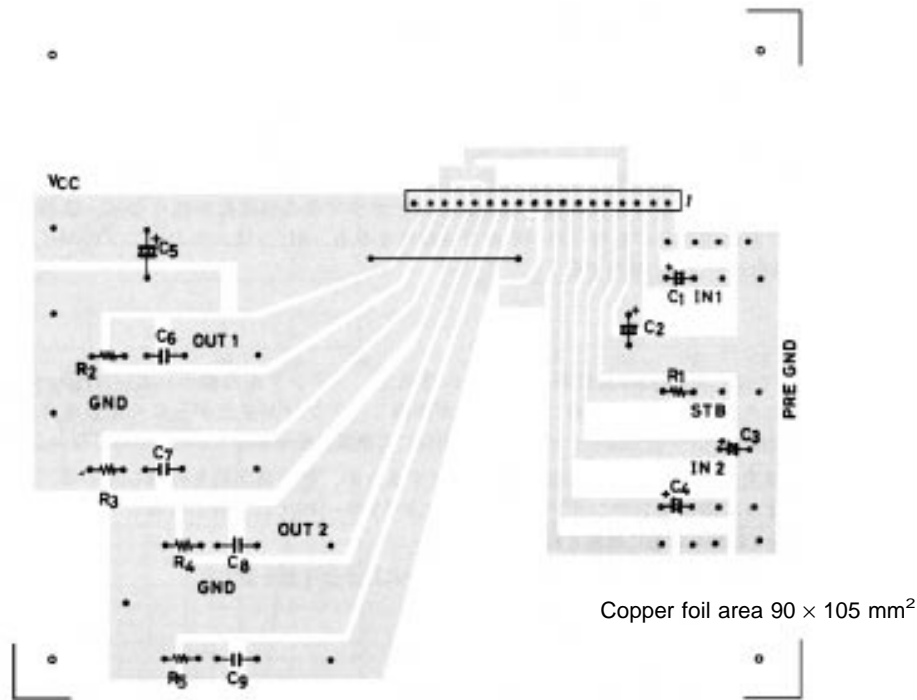 VCC
1
C5
C1 IN1
C6 OUT 1
C2
R2
R1
GND
STB
PRE GND
C7
C3
IN 2
R3
C4
OUT 2
R4 C8
GND
Copper foil area 90 × 105 mm²
R5 C9